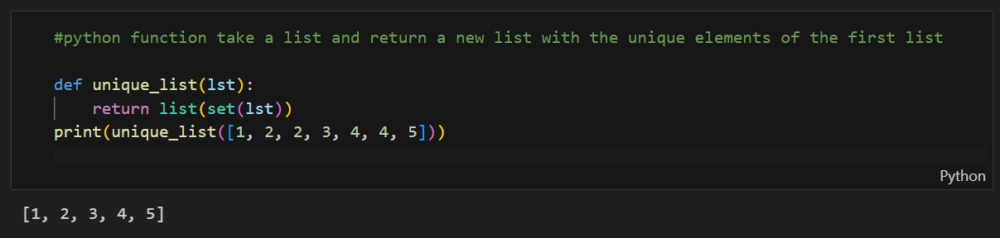 #python function take a list and return a new list with the unique elements of the first list
def unique_list(lst):
    return list(set(lst))
print(unique_list([1, 2, 2, 3, 4, 4, 5]))
Python
[1, 2, 3, 4, 5]